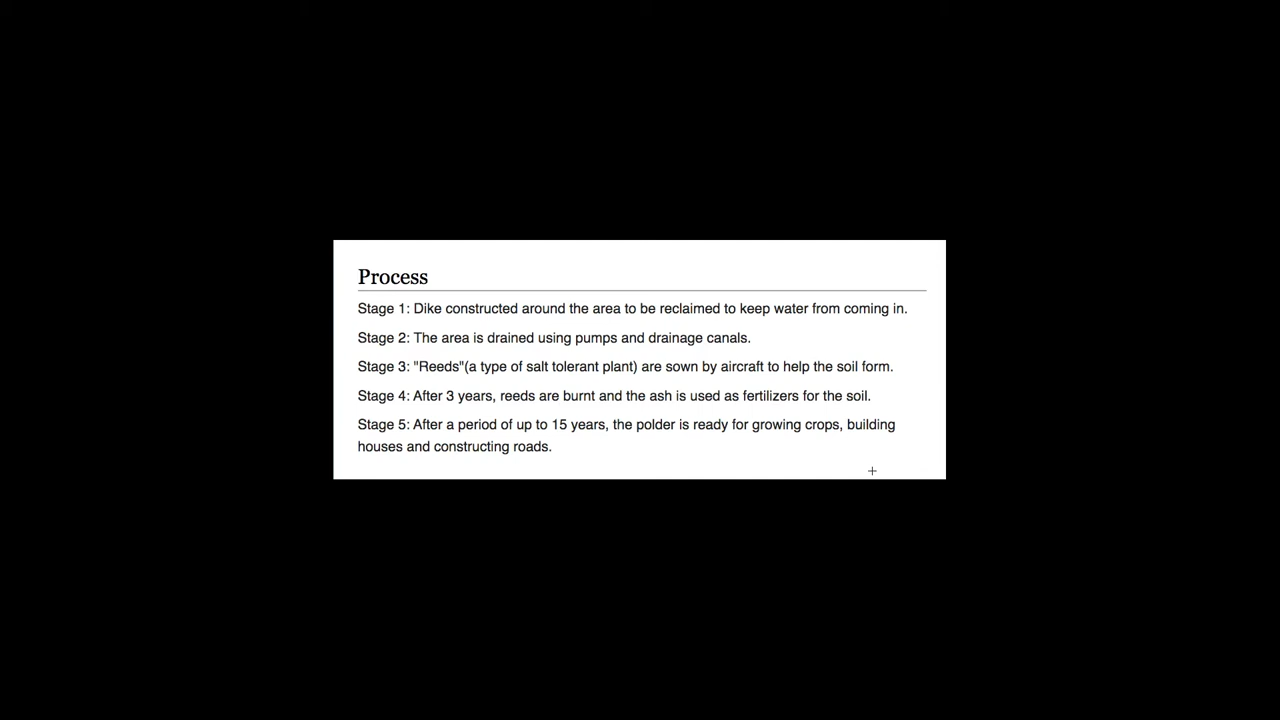 Process
Stage 1: Dike constructed around the area to be reclaimed to keep water from coming in.
Stage 2: The area is drained using pumps and drainage canals.
Stage 3: "Reeds"(a type of salt tolerant plant) are sown by aircraft to help the soil form.
Stage 4: After 3 years, reeds are burnt and the ash is used as fertilizers for the soil.
Stage 5: After a period of up to 15 years, the polder is ready for growing crops, building
houses and constructing roads.